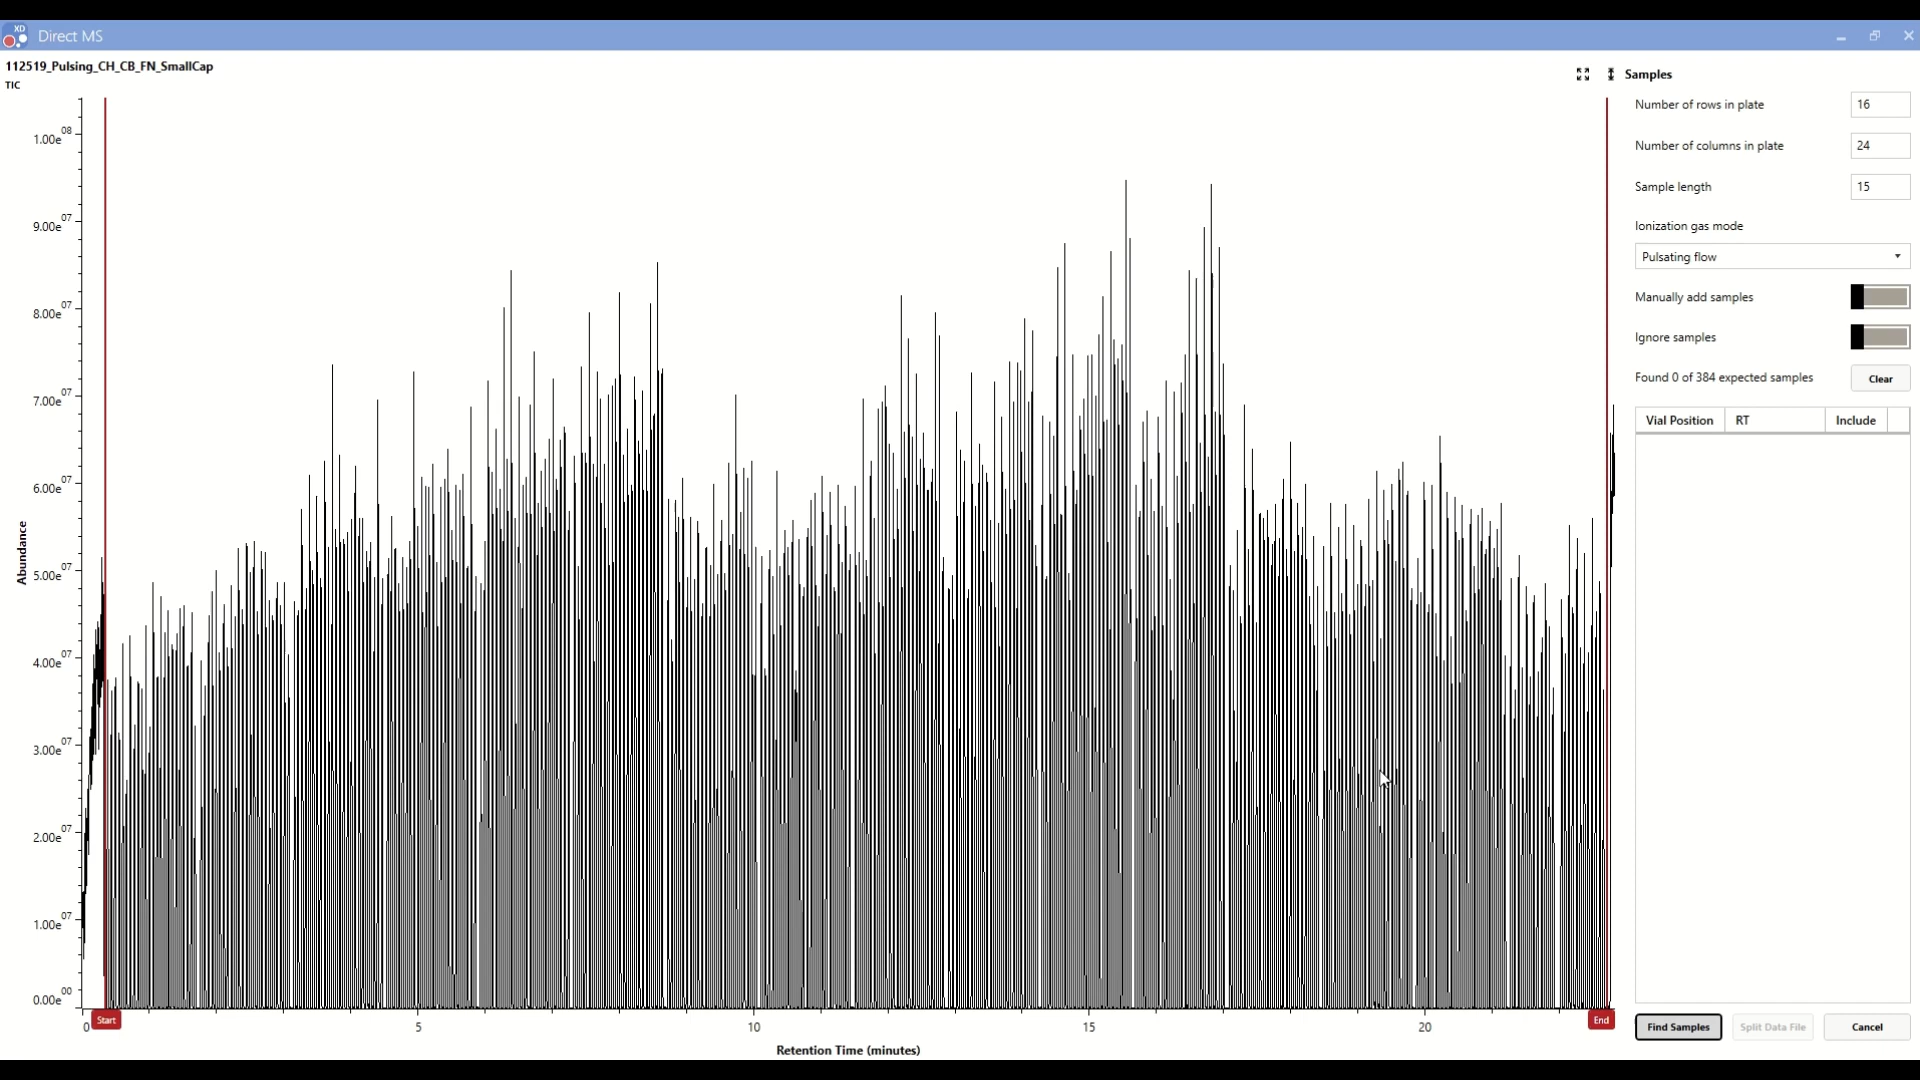 XD
Direct MS
112519_Pulsing_CH_CB_FN_SmallCap
TIC
Samples
Number of rows in plate 16
Number of columns in plate 24
Sample length 15
Ionization gas mode
Pulsating flow
Manually add samples
Ignore samples
Found 0 of 384 expected samples Clear
Vial Position RT Include
1.00e08
9.00e07
8.00e07
7.00e07
6.00e07
5.00e07
4.00e07
3.00e07
2.00e07
1.00e07
0.00e00
Abundance
0 5 10 15 20
Start End
Retention Time (minutes)
Find Samples Split Data File Cancel